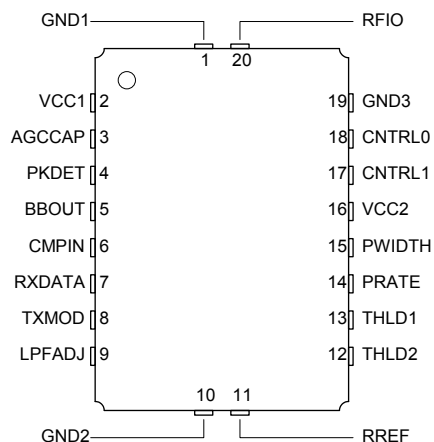 GND1 RFIO
1 20
VCC1 2 19 GND3
AGCCAP 3 18 CNTRL0
PKDET 4 17 CNTRL1
BBOUT 5 16 VCC2
CMPIN 6 15 PWIDTH
RXDATA 7 14 PRATE
TXMOD 8 13 THLD1
LPFADJ 9 12 THLD2
10 11
GND2 RREF